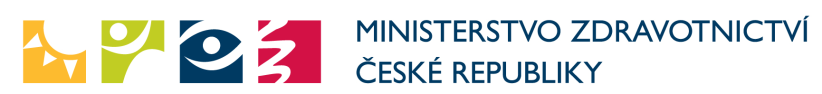 MINISTERSTVO ZDRAVOTNICTVÍ
ČESKÉ REPUBLIKY